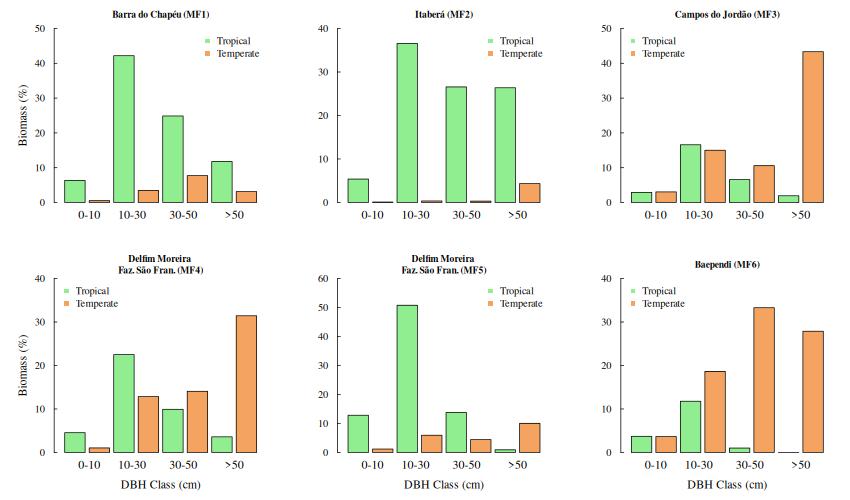 Barra do Chapéu (MF1)
Biomass (%)
50
40
30
20
10
0
Tropical
Temperate
0-10
10-30
30-50
>50
Itaberá (MF2)
40
30
20
10
0
Tropical
Temperate
0-10
10-30
30-50
>50
Campos do Jordão (MF3)
50
40
30
20
10
0
Tropical
Temperate
0-10
10-30
30-50
>50
Delfim Moreira
Faz. São Fran. (MF4)
Biomass (%)
40
30
20
10
0
Tropical
Temperate
0-10
10-30
30-50
>50
DBH Class (cm)
Delfim Moreira
Faz. São Fran. (MF5)
60
50
40
30
20
10
0
Tropical
Temperate
0-10
10-30
30-50
>50
DBH Class (cm)
Baependi (MF6)
40
30
20
10
0
Tropical
Temperate
0-10
10-30
30-50
>50
DBH Class (cm)